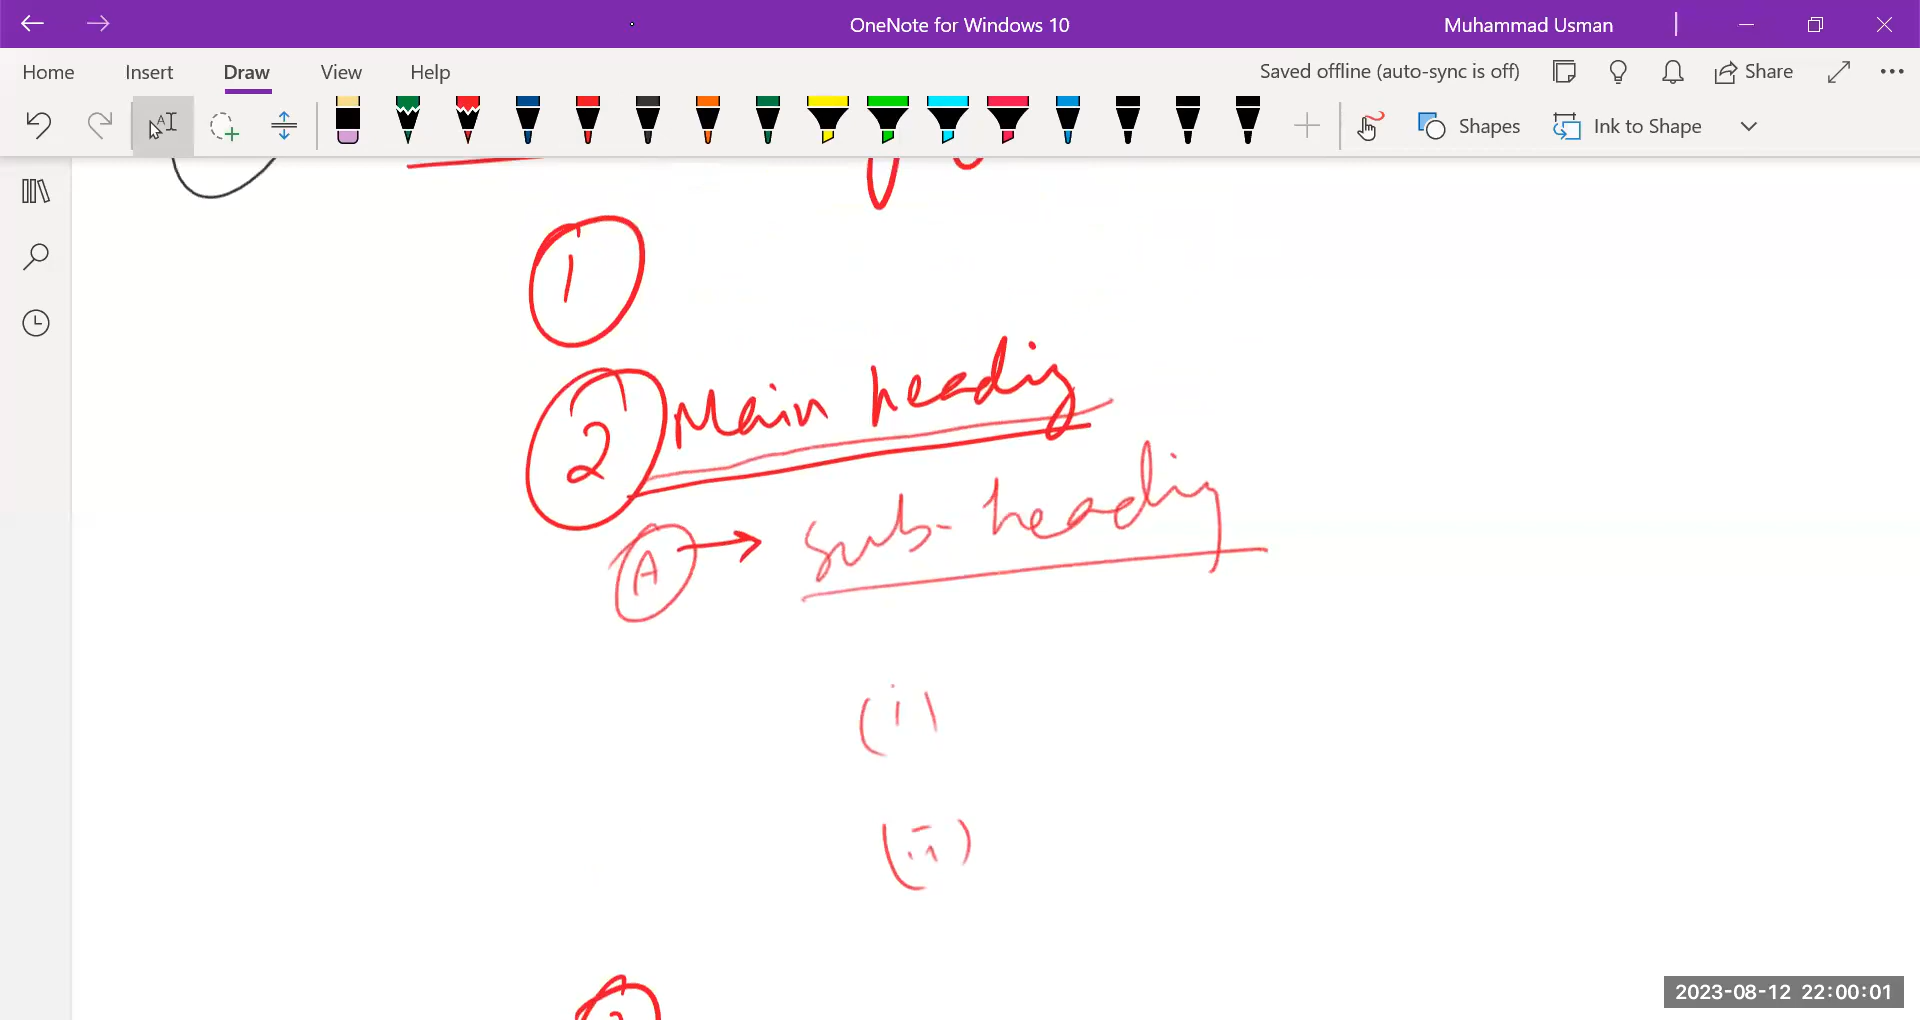 OneNote for Windows 10
Muhammad Usman
Home Insert Draw View Help
Saved offline (auto-sync is off)
Share
Shapes
Ink to Shape
1
2 Main heading
A → sub-heading
(i)
(ii)
2023-08-12 22:00:01